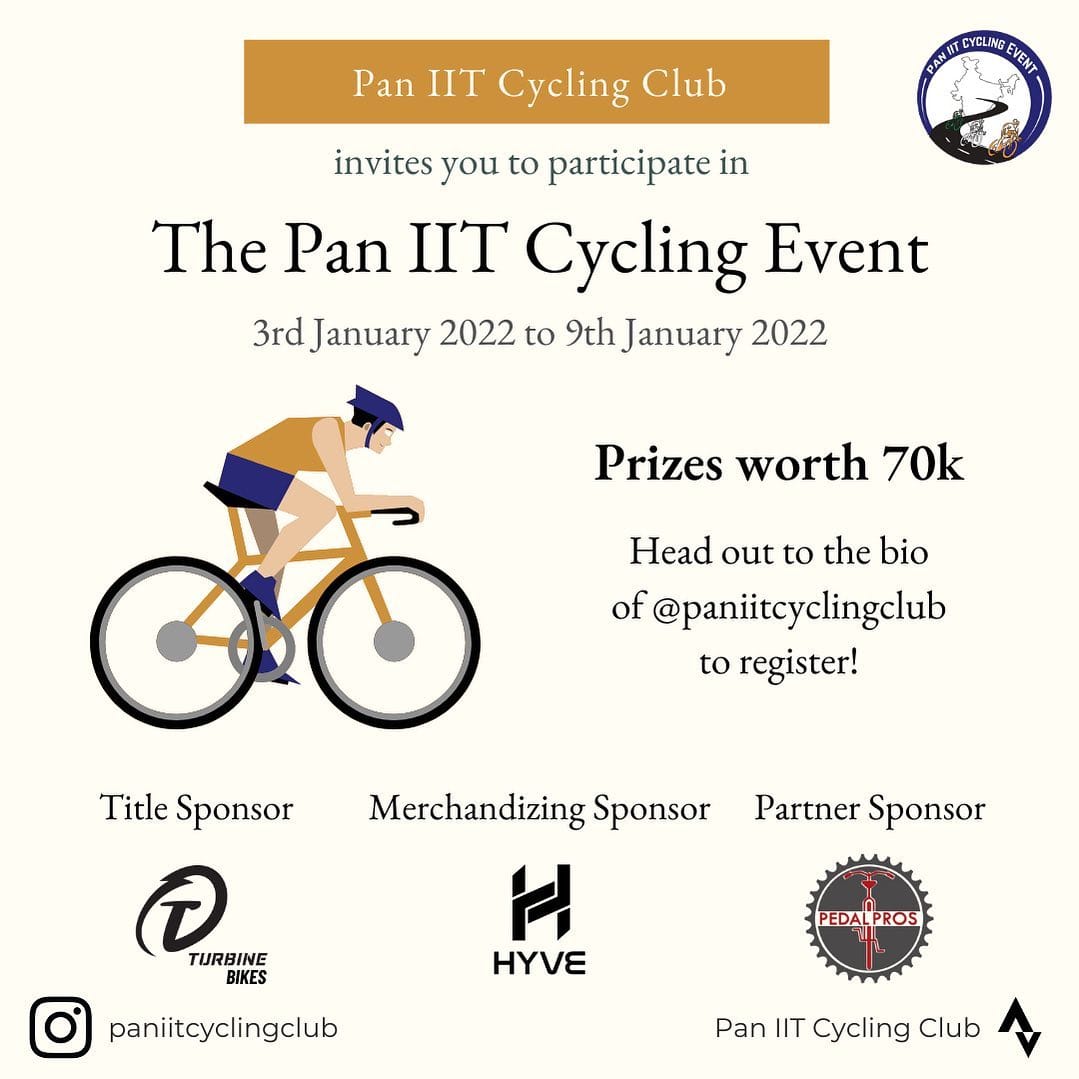 Pan IIT Cycling Club
PAN IIT CYCLING EVENT
invites you to participate in
The Pan IIT Cycling Event
3rd January 2022 to 9th January 2022
Prizes worth 70k
Head out to the bio
of @paniitcyclingclub
to register!
Title Sponsor
Merchandizing Sponsor
Partner Sponsor
TURBINE
BIKES
HYVE
PEDAL PROS
paniitcyclingclub
Pan IIT Cycling Club